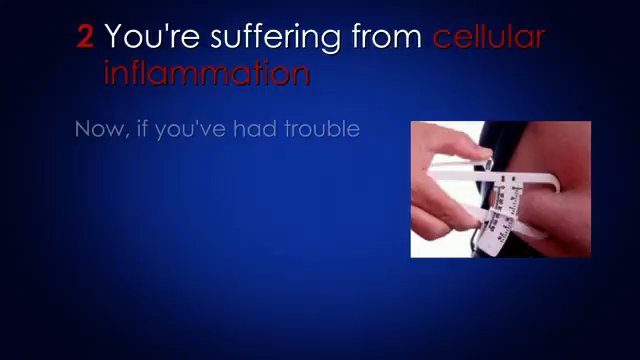 2 You're suffering from cellular
inflammation
Now, if you've had trouble